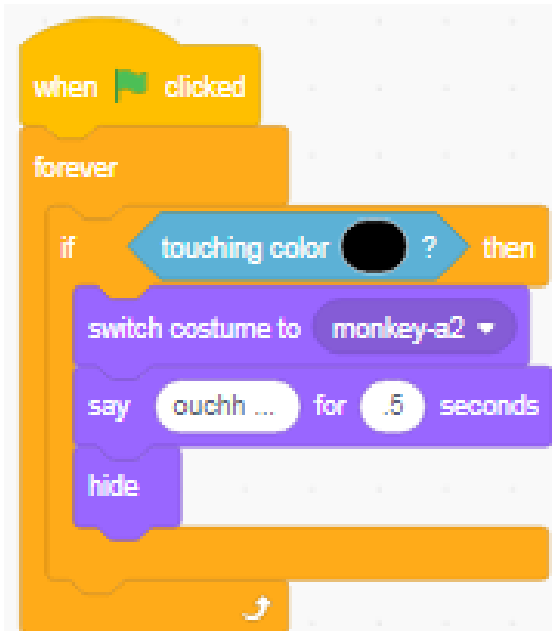 when clicked
forever
if touching color ? then
switch costume to monkey-a2
say ouchh ... for .5 seconds
hide